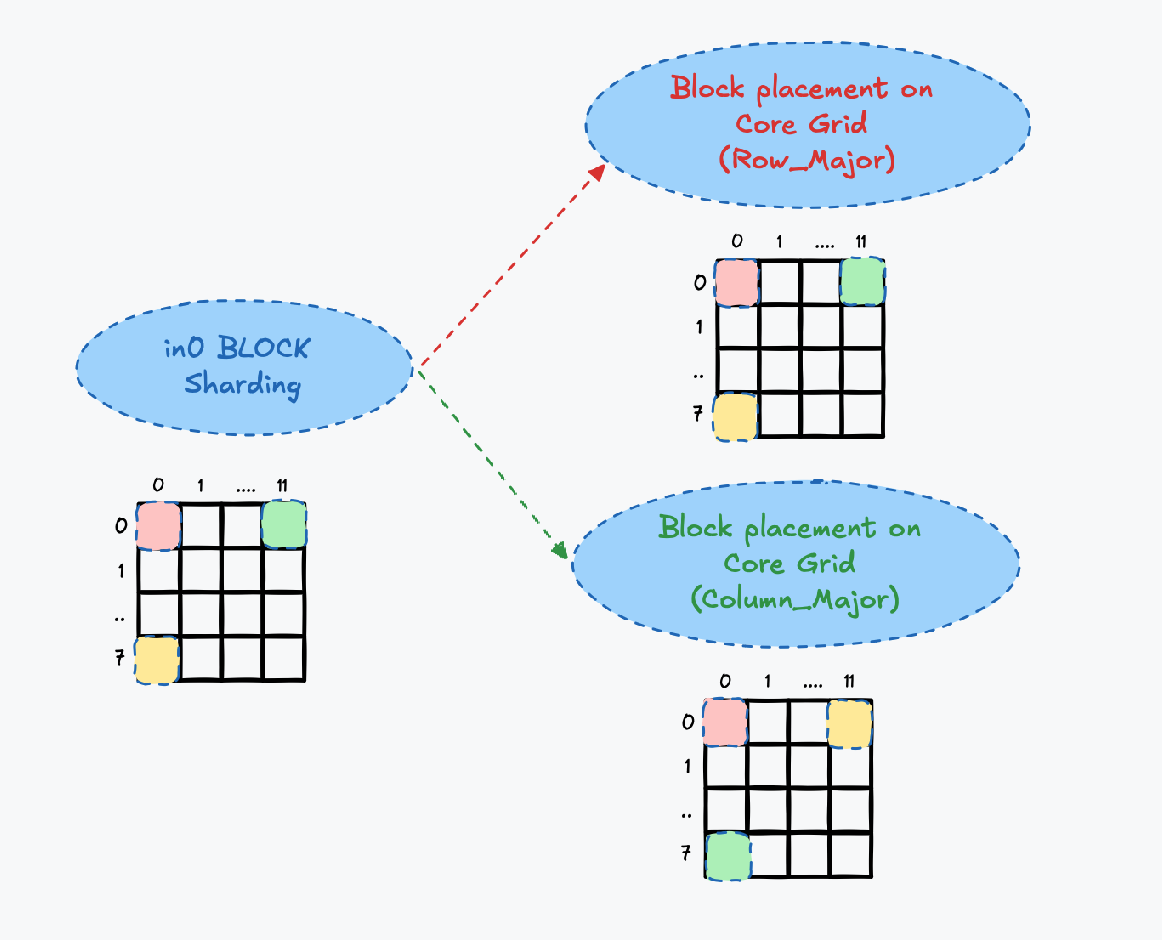 Block placement on
Core Grid
(Row_Major)
0 1 .... 11
0
1
..
7
in0 BLOCK
Sharding
0 1 .... 11
0
1
..
7
Block placement on
Core Grid
(Column_Major)
0 1 .... 11
0
1
..
7